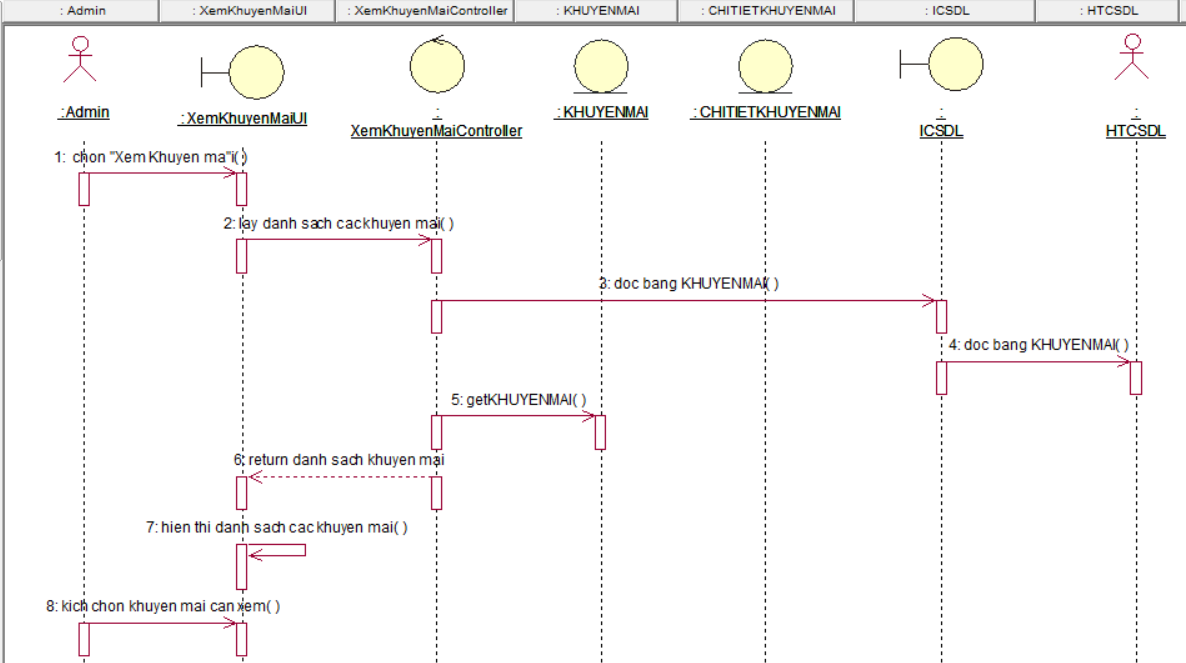 : Admin
: XemKhuyenMaiUI
: XemKhuyenMaiController
: KHUYENMAI
: CHITIETKHUYENMAI
: ICSDL
: HTCSDL
:Admin
: XemKhuyenMaiUI
:
XemKhuyenMaiController
: KHUYENMAI
: CHITIETKHUYENMAI
:
ICSDL
:
HTCSDL
1: chon "Xem Khuyen ma"i( )
2: lay danh sach cackhuyen mai( )
3: doc bang KHUYENMAI( )
4: doc bang KHUYENMAI( )
5: getKHUYENMAI( )
6: return danh sach khuyen mai
7: hien thi danh sach cac khuyen mai( )
8: kich chon khuyen mai can xem( )